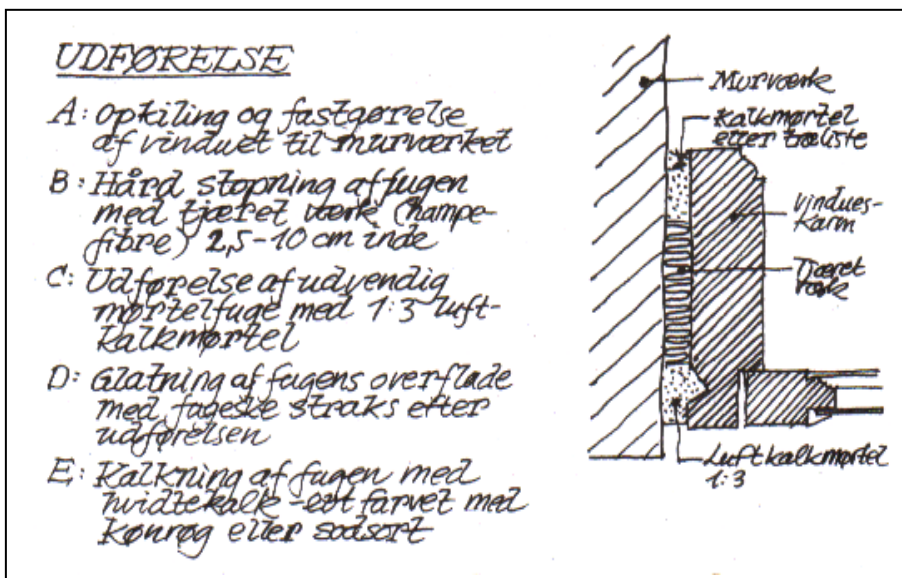 UDFØRELSE
A: Opkiling og fastgørelse
af vinduet til murværket
B: Hård stopning af fugen
med tjæret værk (hampe-
fibre) 2,5-10 cm inde
C: Udførelse af udvendig
mørtelfuge med 1:3 luft-
kalkmørtel
D: Glatning af fugens overflade
med fugeske straks efter
udførelsen
E: Kalkning af fugen med
hvidtekalk - evt farvet med
kønrøg eller sodsort
Murværk
Kalkmørtel
eller træliste
Vindues-
karm
Tjæret
værk
Luftkalkmørtel
1:3